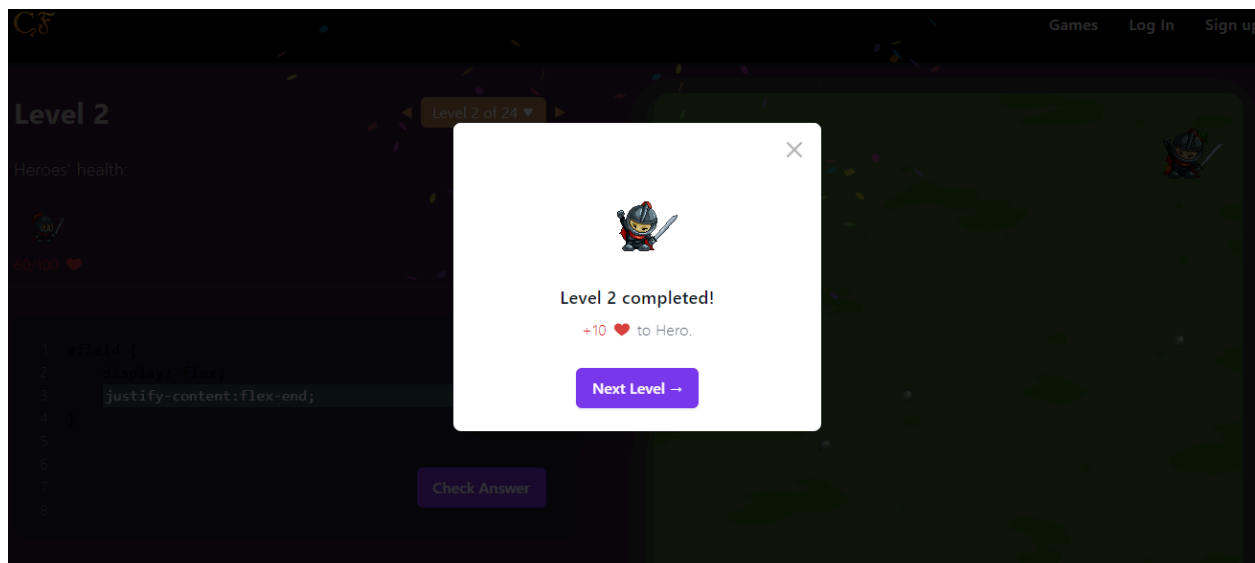 CF
Games Log In Sign up
Level 2
Level 2 of 24 ▼
Heroes' health:
60/100
1 #field {
2 display: flex;
3 justify-content:flex-end;
4 }
5
6
7
8
Check Answer
Level 2 completed!
+10 ❤ to Hero.
Next Level →